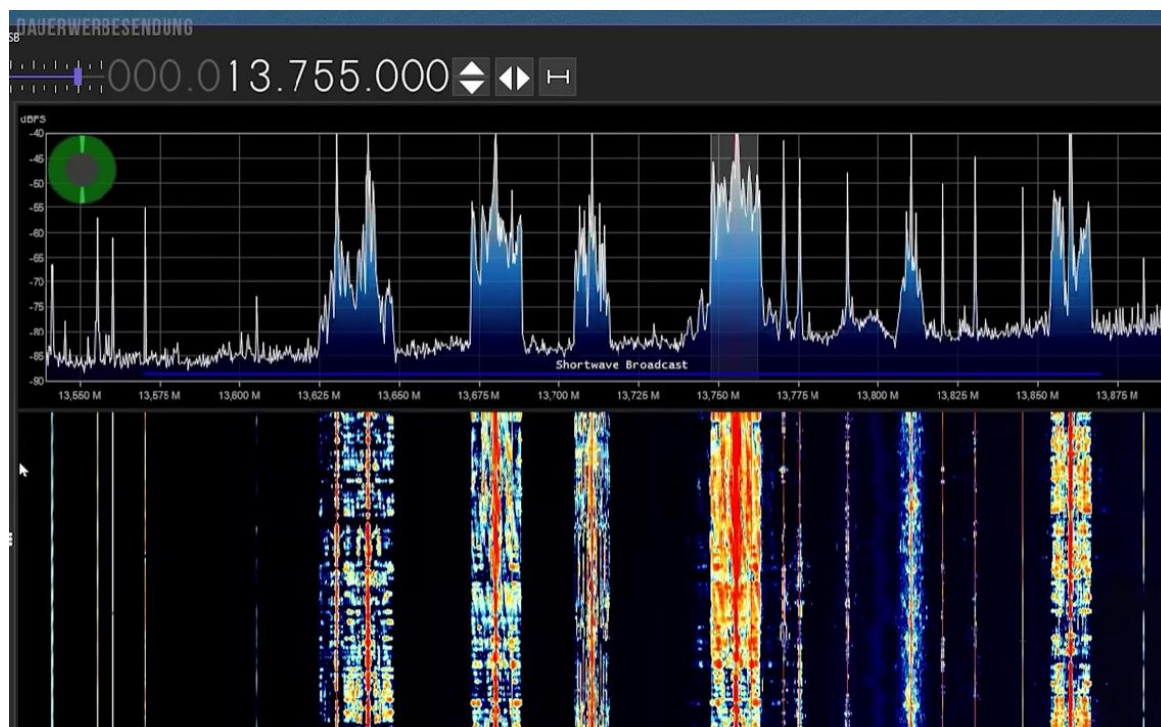 DAUERWERBESENDUNG
SB
000.013.755.000
dBFS
-40
-45
-50
-55
-60
-65
-70
-75
-80
-85
-90
Shortwave Broadcast
13,550 M 13,575 M 13,600 M 13,625 M 13,650 M 13,675 M 13,700 M 13,725 M 13,750 M 13,775 M 13,800 M 13,825 M 13,850 M 13,875 M